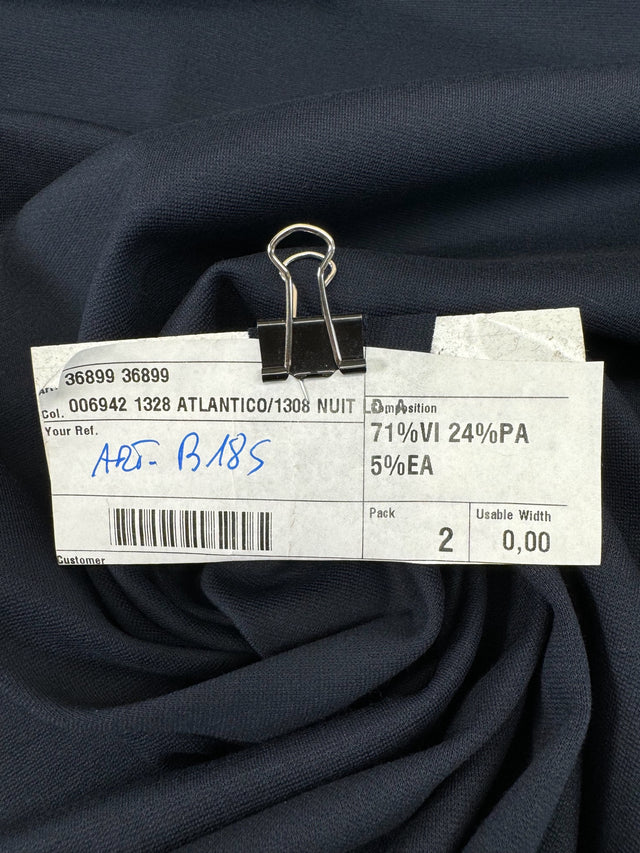 Art. 36899 36899
Col. 006942 1328 ATLANTICO/1308 NUIT
Your Ref.
ART- B185
Customer
Composition
71%VI 24%PA
5%EA
Pack
2
Usable Width
0,00